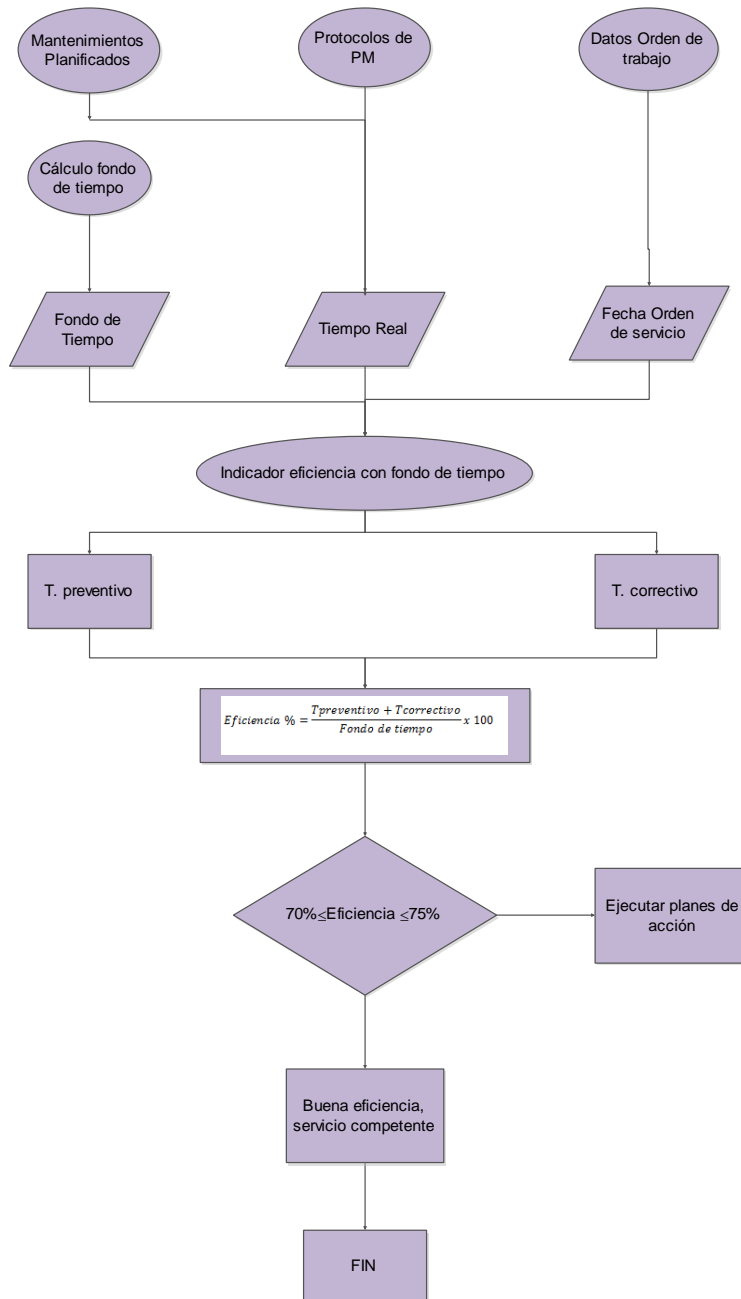 Mantenimientos
Planificados
Protocolos de
PM
Datos Orden de
trabajo
Cálculo fondo
de tiempo
Fondo de
Tiempo
Tiempo Real
Fecha Orden
de servicio
Indicador eficiencia con fondo de tiempo
T. preventivo
T. correctivo
Eficiencia % = (Tpreventivo + Tcorrectivo) / (Fondo de tiempo) x 100
70%≤Eficiencia ≤75%
Ejecutar planes de
acción
Buena eficiencia,
servicio competente
FIN